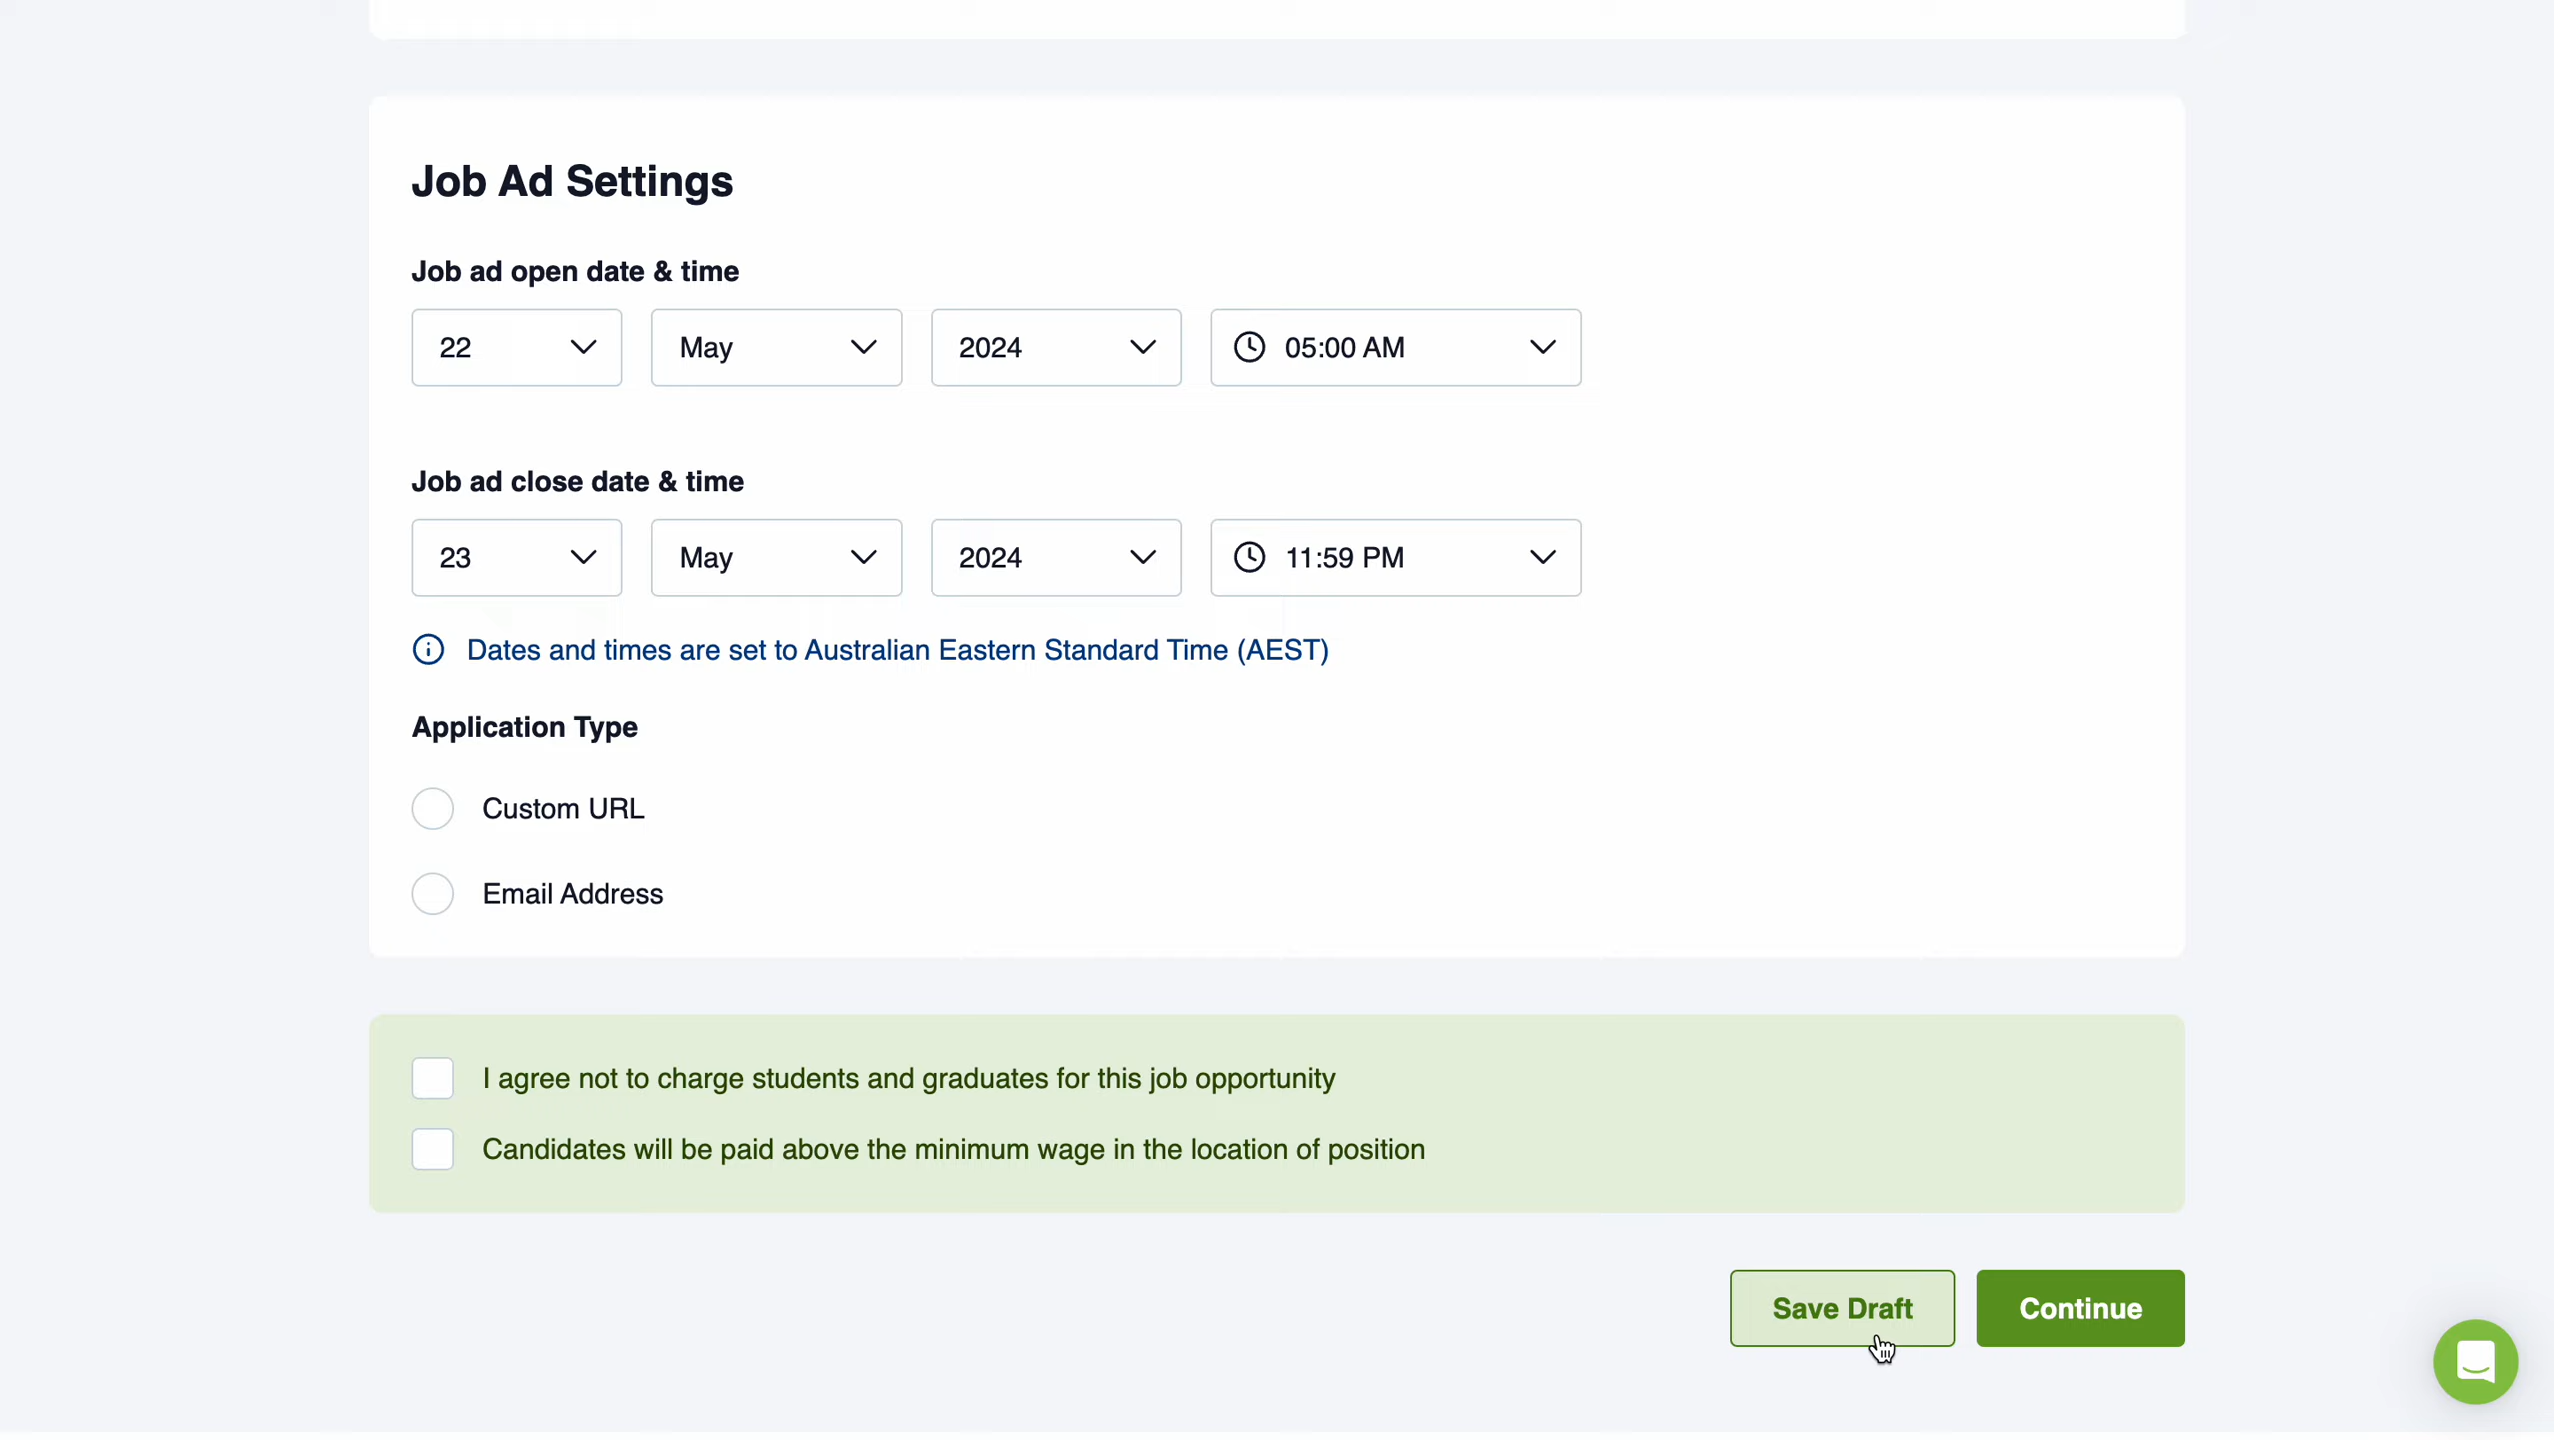 Job Ad Settings
Job ad open date & time
22 May 2024 05:00 AM
Job ad close date & time
23 May 2024 11:59 PM
Dates and times are set to Australian Eastern Standard Time (AEST)
Application Type
Custom URL
Email Address
I agree not to charge students and graduates for this job opportunity
Candidates will be paid above the minimum wage in the location of position
Save Draft Continue